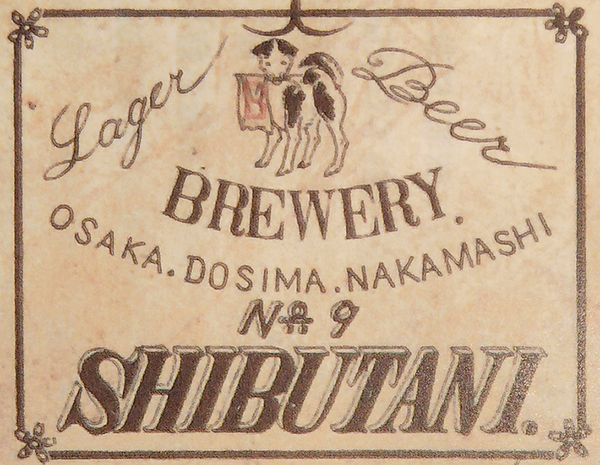 Lager Beer
BREWERY.
OSAKA. DOSIMA. NAKAMASHI
No 9
SHIBUTANI.